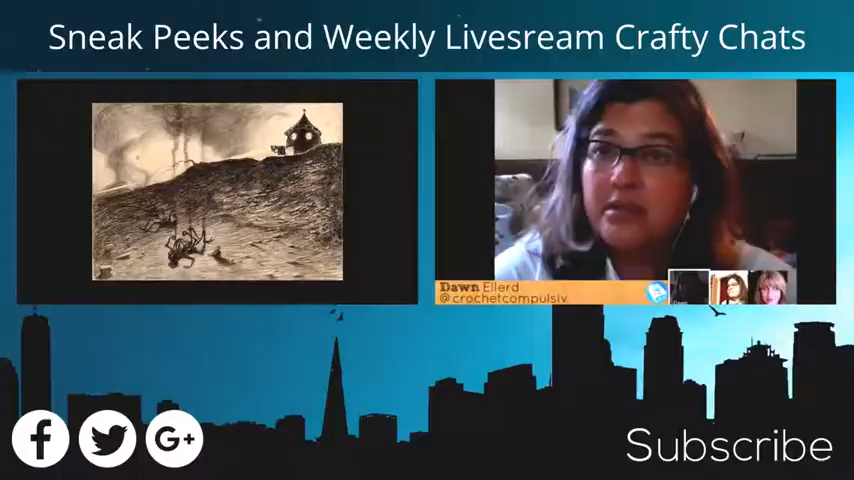 Sneak Peeks and Weekly Livesream Crafty Chats
Dawn Ellerd
@crochetcompulsiv.
Subscribe